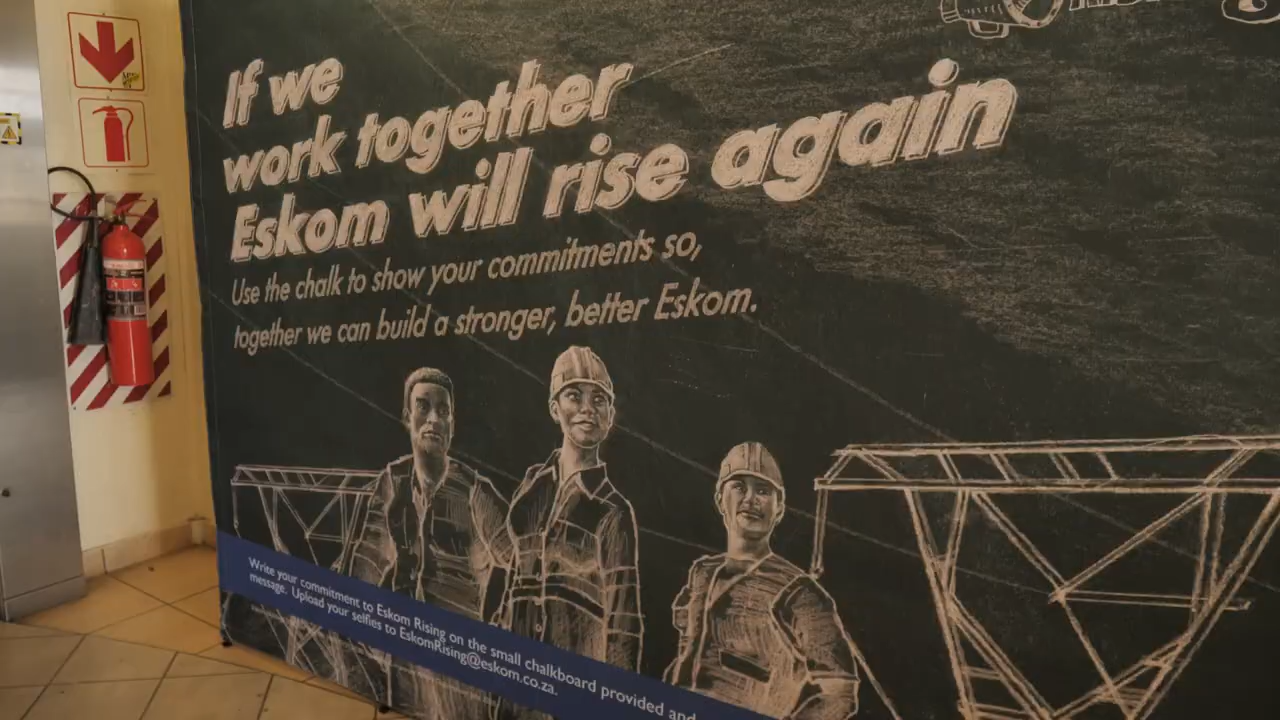 If we
work together
Eskom will rise again
Use the chalk to show your commitments so,
together we can build a stronger, better Eskom.
Write your commitment to Eskom Rising on the small chalkboard provided and
message. Upload your selfies to EskomRising@eskom.co.za.